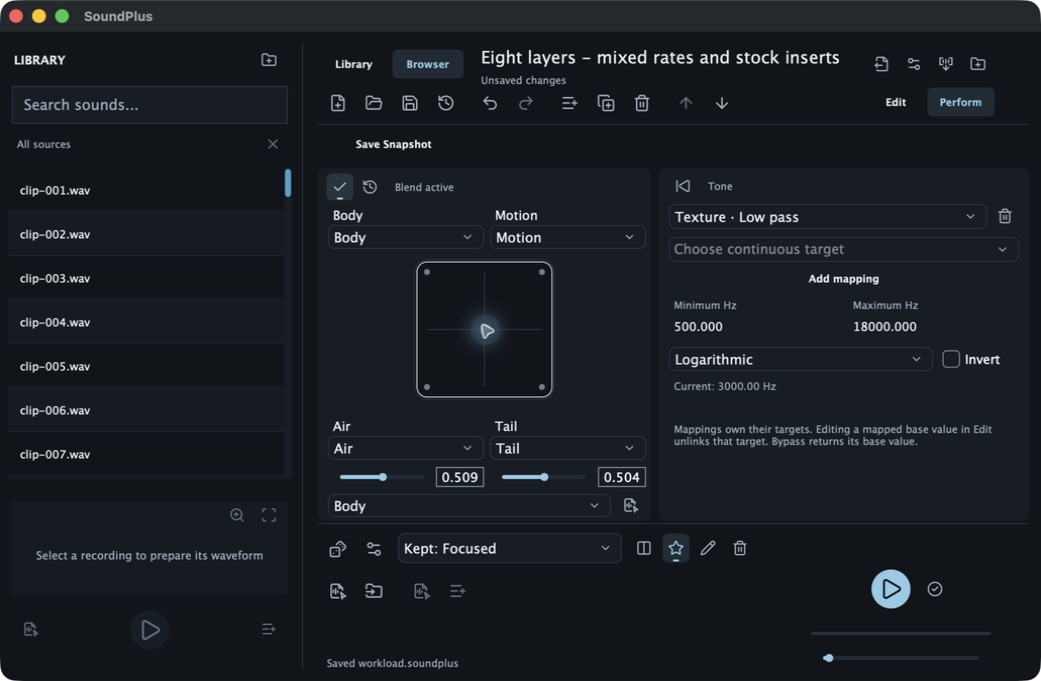 SoundPlus
LIBRARY
Search sounds...
All sources
clip-001.wav
clip-002.wav
clip-003.wav
clip-004.wav
clip-005.wav
clip-006.wav
clip-007.wav
Select a recording to prepare its waveform
Library
Browser
Eight layers – mixed rates and stock inserts
Unsaved changes
Edit
Perform
Save Snapshot
Blend active
Body
Motion
Body
Motion
Air
Tail
Air
Tail
0.509
0.504
Body
Tone
Texture · Low pass
Choose continuous target
Add mapping
Minimum Hz
Maximum Hz
500.000
18000.000
Logarithmic
Invert
Current: 3000.00 Hz
Mappings own their targets. Editing a mapped base value in Edit
unlinks that target. Bypass returns its base value.
Kept: Focused
Saved workload.soundplus